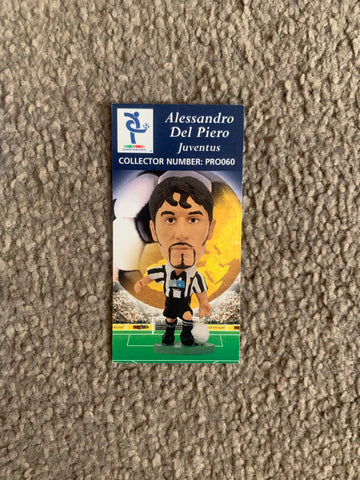 Alessandro
Del Piero
Juventus
COLLECTOR NUMBER: PRO060